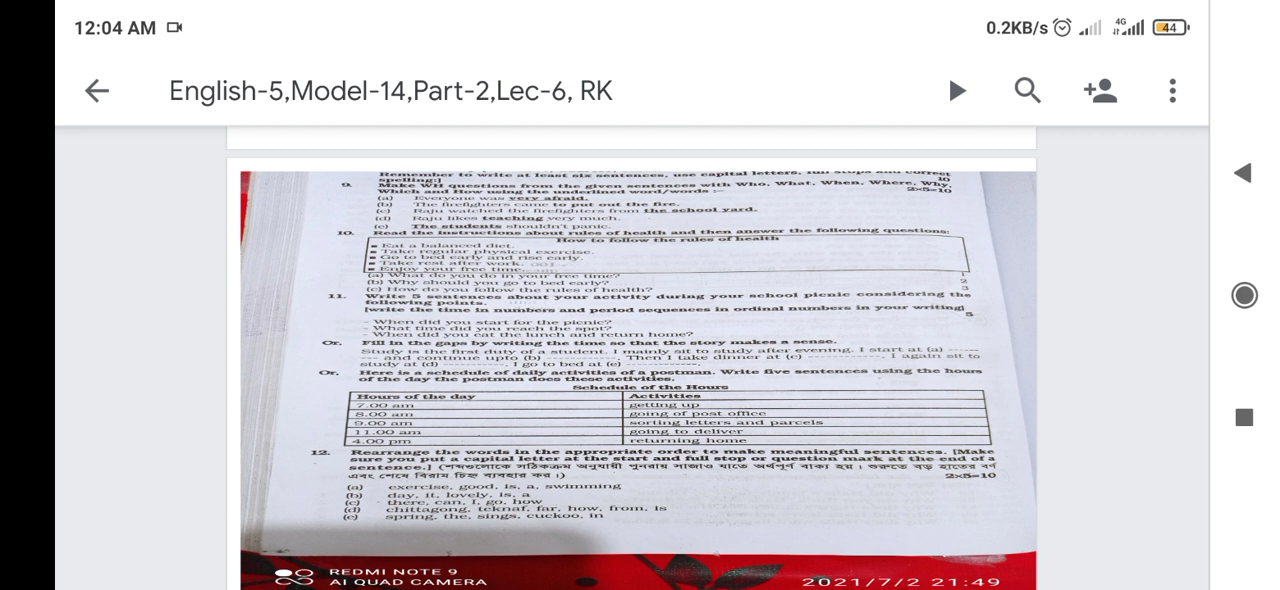 12:04 AM 0.2KB/s 4G 44
English-5,Model-14,Part-2,Lec-6, RK
Remember to write at least six sentences, use capital letters, full stops and correct
spelling:] 10
9. Make WH questions from the given sentences with Who, What, When, Where, Why,
Which and How using the underlined word/words :- 2×5=10
(a) Everyone was very afraid.
(b) The firefighters came to put out the fire.
(c) Raju watched the firefighters from the school yard.
(d) Raju likes teaching very much.
(e) The students shouldn't panic.
10. Read the instructions about rules of health and then answer the following questions:
How to follow the rules of health
▪ Eat a balanced diet.
▪ Take regular physical exercise.
▪ Go to bed early and rise early.
▪ Take rest after work.
▪ Enjoy your free time.
(a) What do you do in your free time? 1
(b) Why should you go to bed early? 2
(c) How do you follow the rules of health? 3
11. Write 5 sentences about your activity during your school picnic considering the
following points.
[write the time in numbers and period sequences in ordinal numbers in your writing]
5
- When did you start for the picnic?
- What time did you reach the spot?
- When did you eat the lunch and return home?
Or. Fill in the gaps by writing the time so that the story makes a sense.
Study is the first duty of a student. I mainly sit to study after evening. I start at (a) ------
--- and continue upto (b) ------------. Then I take dinner at (c) ------------. I again sit to
study at (d) -----------. I go to bed at (e) ------------.
Or. Here is a schedule of daily activities of a postman. Write five sentences using the hours
of the day the postman does these activities.
Schedule of the Hours
Hours of the day Activities
7.00 am getting up
8.00 am going of post office
9.00 am sorting letters and parcels
11.00 am going to deliver
4.00 pm returning home
12. Rearrange the words in the appropriate order to make meaningful sentences. [Make
sure you put a capital letter at the start and full stop or question mark at the end of a
sentence.] (শব্দগুলোকে সঠিকক্রম অনুযায়ী পুনরায় সাজাও যাতে অর্থপূর্ণ বাক্য হয়। শুরুতে বড় হাতের বর্ণ
এবং শেষে বিরাম চিহ্ন ব্যবহার কর।) 2×5=10
(a) exercise, good, is, a, swimming
(b) day, it, lovely, is, a
(c) there, can, I, go, how
(d) chittagong, teknaf, far, how, from, is
(e) spring, the, sings, cuckoo, in
REDMI NOTE 9
AI QUAD CAMERA 2021/7/2 21:49